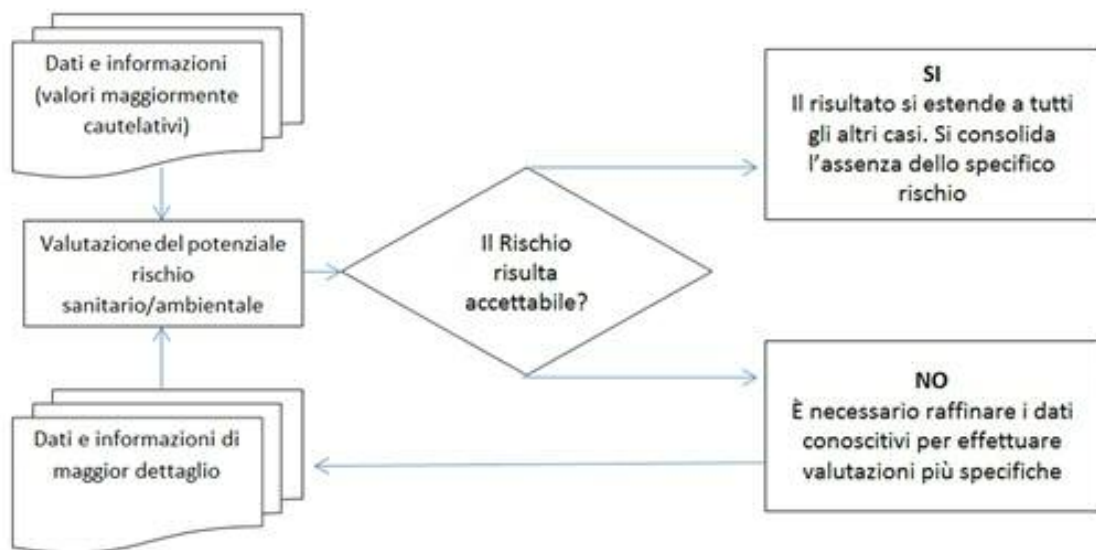 Dati e informazioni
(valori maggiormente
cautelativi)
Valutazione del potenziale
rischio
sanitario/ambientale
Dati e informazioni di
maggior dettaglio
Il Rischio
risulta
accettabile?
SI
Il risultato si estende a tutti
gli altri casi. Si consolida
l'assenza dello specifico
rischio
NO
È necessario raffinare i dati
conoscitivi per effettuare
valutazioni più specifiche